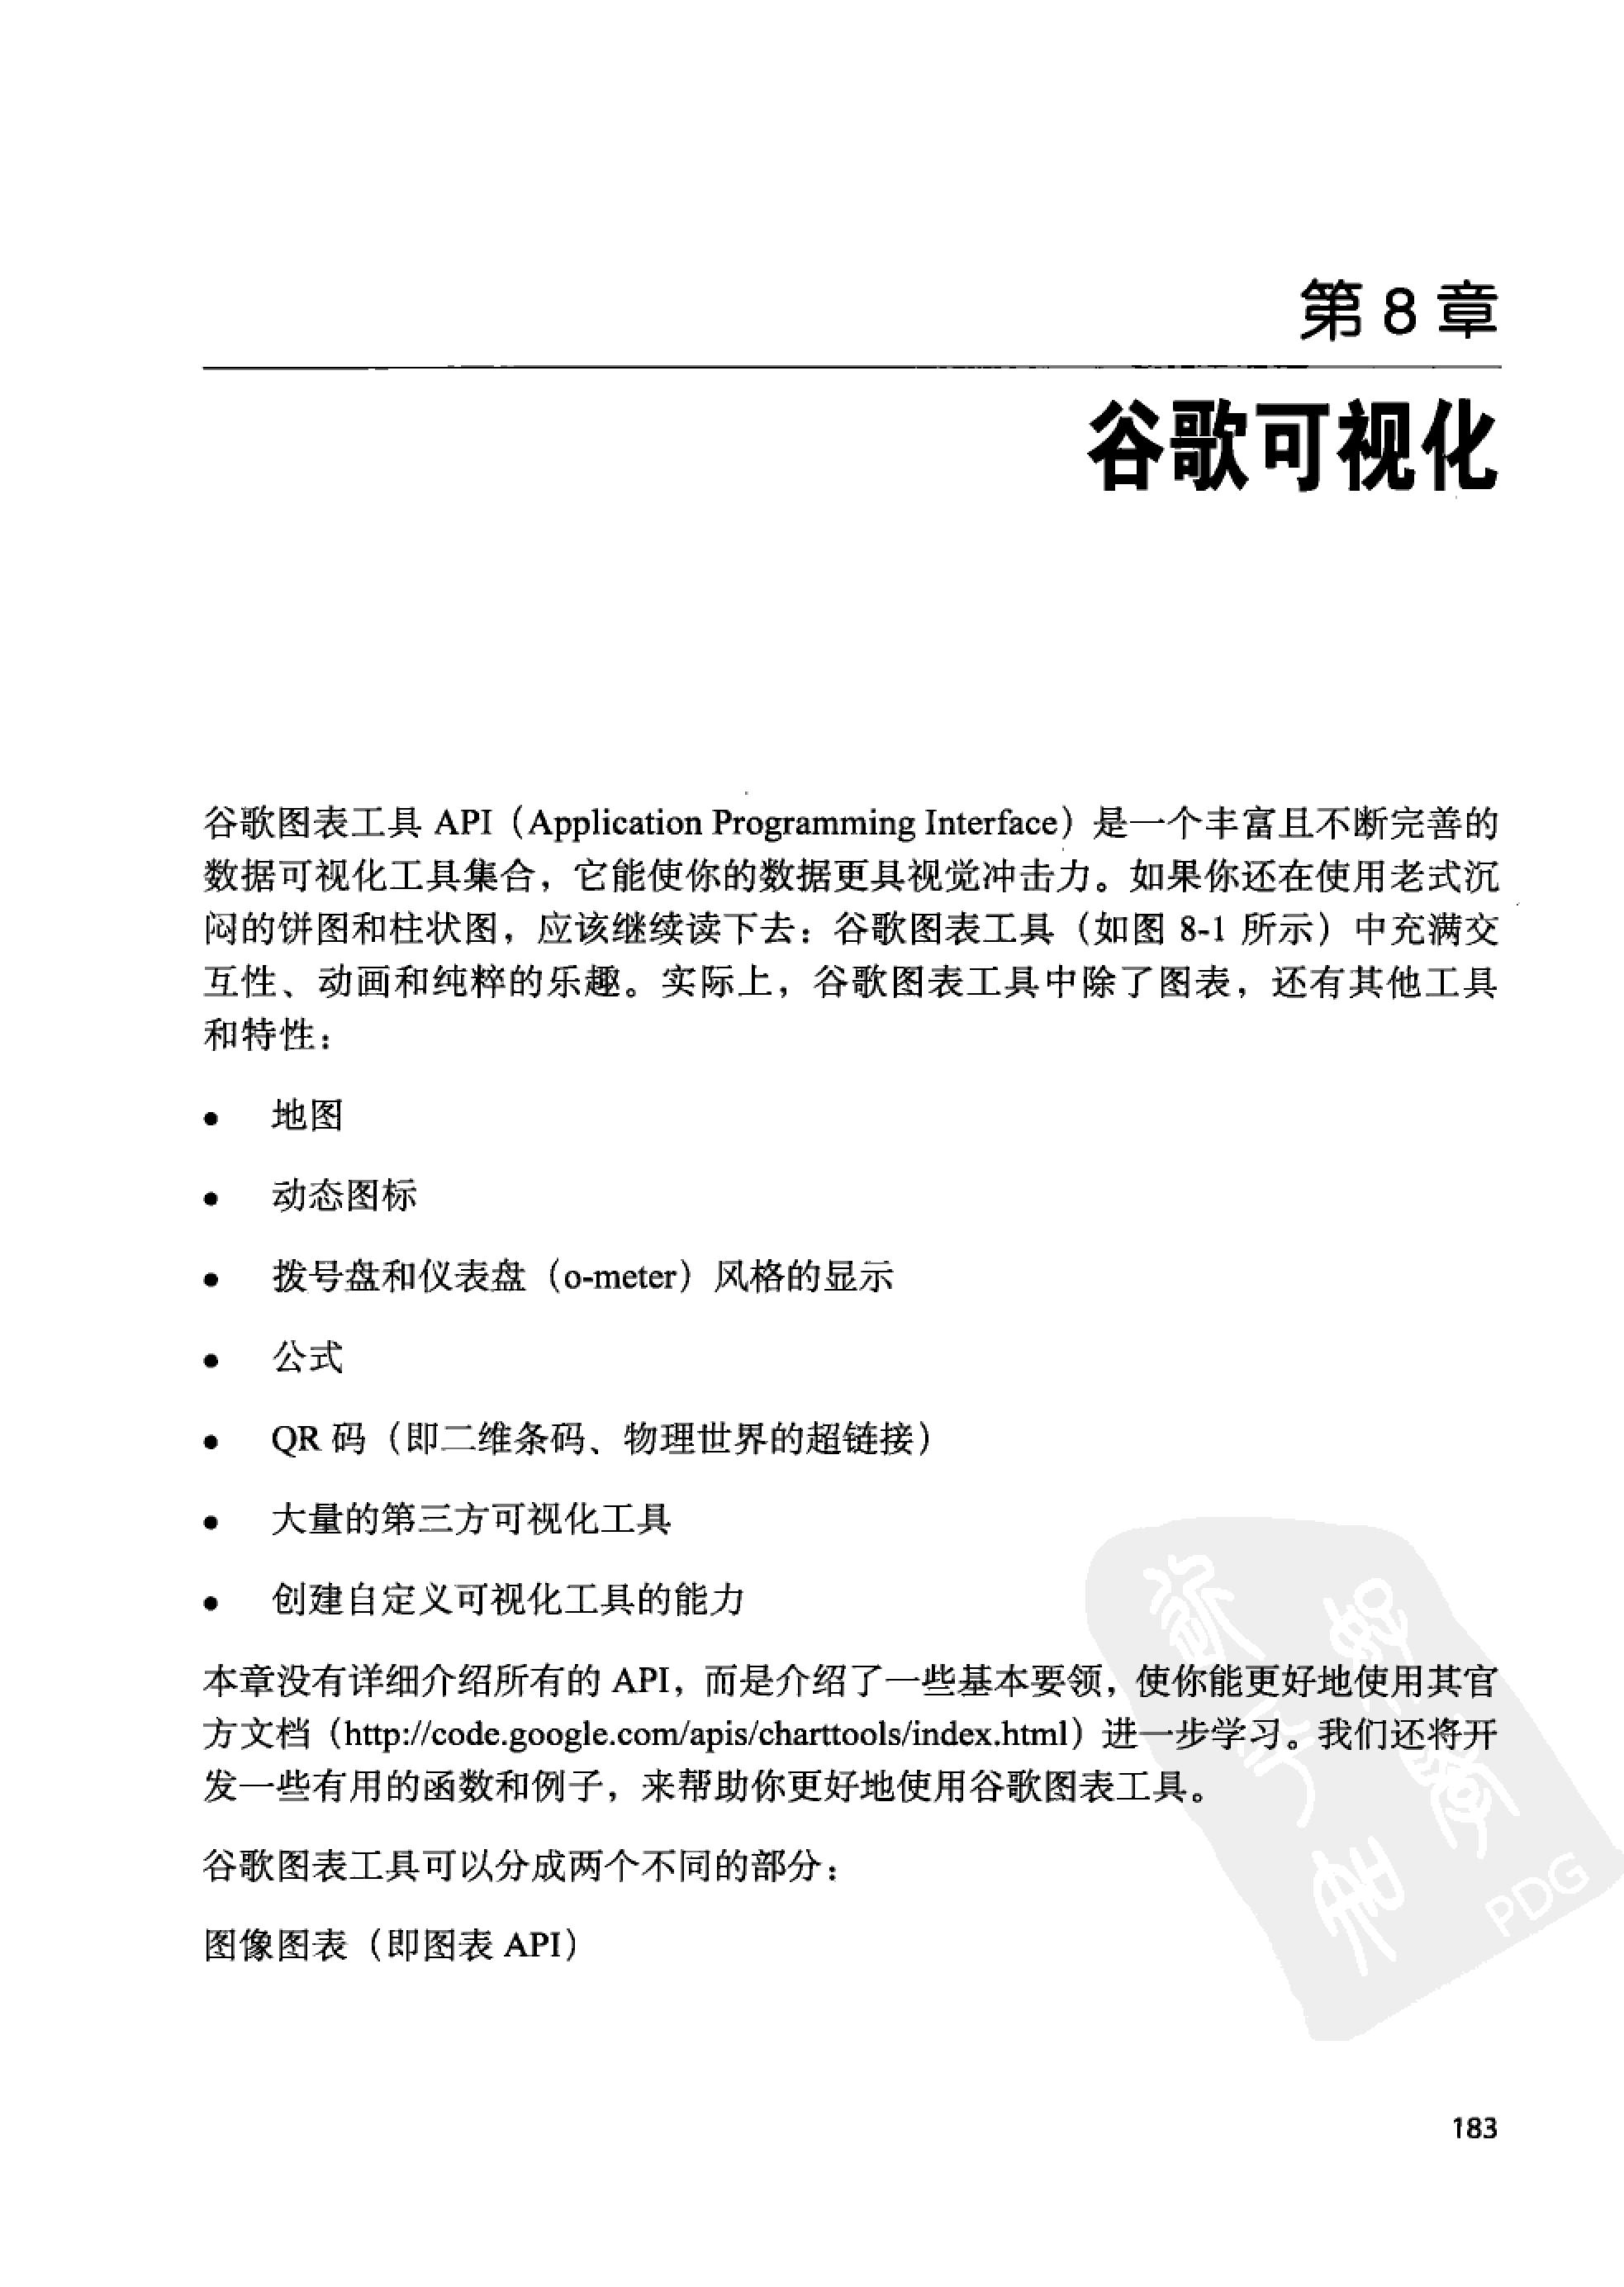 第 8 章
谷歌可视化
谷歌图表工具 API（Application Programming Interface）是一个丰富且不断完善的
数据可视化工具集合，它能使你的数据更具视觉冲击力。如果你还在使用老式沉
闷的饼图和柱状图，应该继续读下去：谷歌图表工具（如图 8-1 所示）中充满交
互性、动画和纯粹的乐趣。实际上，谷歌图表工具中除了图表，还有其他工具
和特性：
● 地图
● 动态图标
● 拨号盘和仪表盘（o-meter）风格的显示
● 公式
● QR 码（即二维条码、物理世界的超链接）
● 大量的第三方可视化工具
● 创建自定义可视化工具的能力
本章没有详细介绍所有的 API，而是介绍了一些基本要领，使你能更好地使用其官
方文档（http://code.google.com/apis/charttools/index.html）进一步学习。我们还将开
发一些有用的函数和例子，来帮助你更好地使用谷歌图表工具。
谷歌图表工具可以分成两个不同的部分：
图像图表（即图表 API）
PDG
183